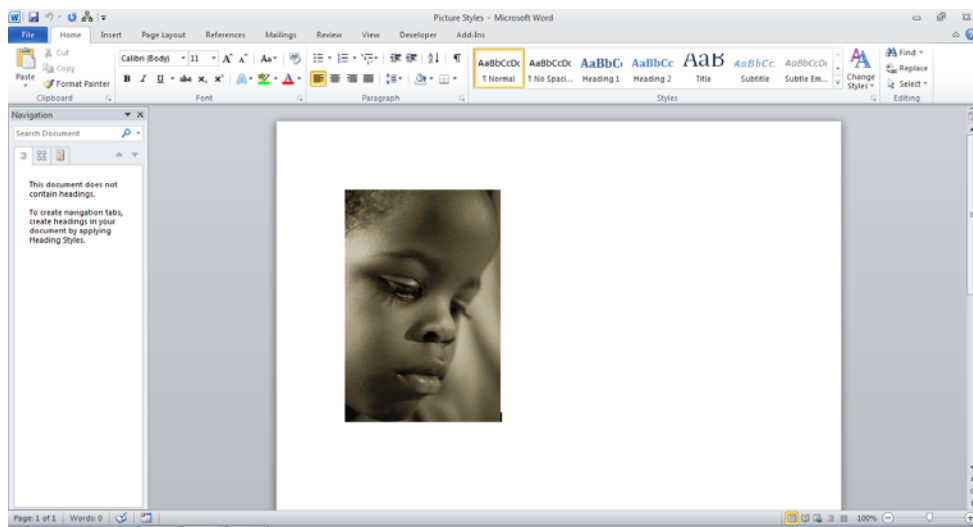 Picture Styles - Microsoft Word
File Home Insert Page Layout References Mailings Review View Developer Add-Ins
Paste
Cut
Copy
Format Painter
Clipboard
Calibri (Body) 11
Font
Paragraph
AaBbCcDc AaBbCcDc AaBbC AaBbCc AaB AaBbCc. AaBbCcDi
¶ Normal ¶ No Spaci... Heading 1 Heading 2 Title Subtitle Subtle Em...
Styles
Change Styles
Find
Replace
Select
Editing
Navigation
Search Document
This document does not
contain headings.
To create navigation tabs,
create headings in your
document by applying
Heading Styles.
Page: 1 of 1 Words: 0 100%